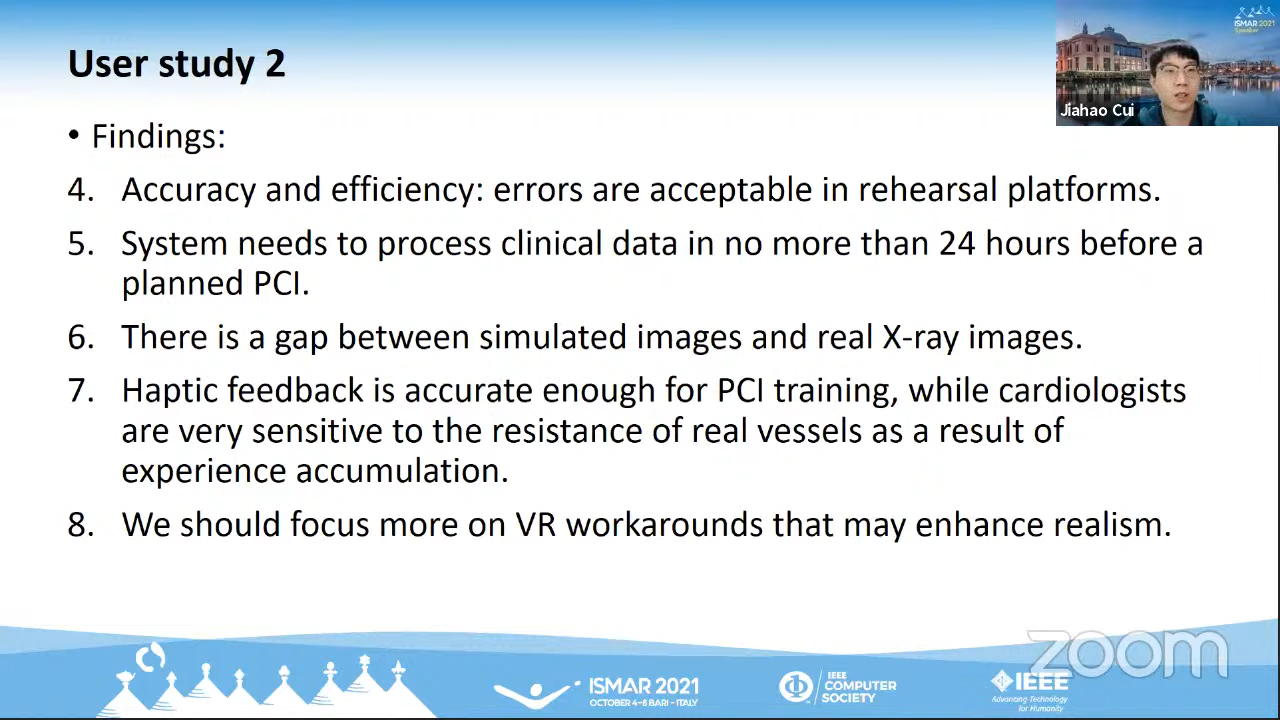 User study 2
ISMAR 2021
Speaker
Jiahao Cui
• Findings:
4. Accuracy and efficiency: errors are acceptable in rehearsal platforms.
5. System needs to process clinical data in no more than 24 hours before a
planned PCI.
6. There is a gap between simulated images and real X-ray images.
7. Haptic feedback is accurate enough for PCI training, while cardiologists
are very sensitive to the resistance of real vessels as a result of
experience accumulation.
8. We should focus more on VR workarounds that may enhance realism.
zoom
ISMAR 2021
OCTOBER 4-8 BARI - ITALY
IEEE
COMPUTER
SOCIETY
IEEE
Advancing Technology
for Humanity